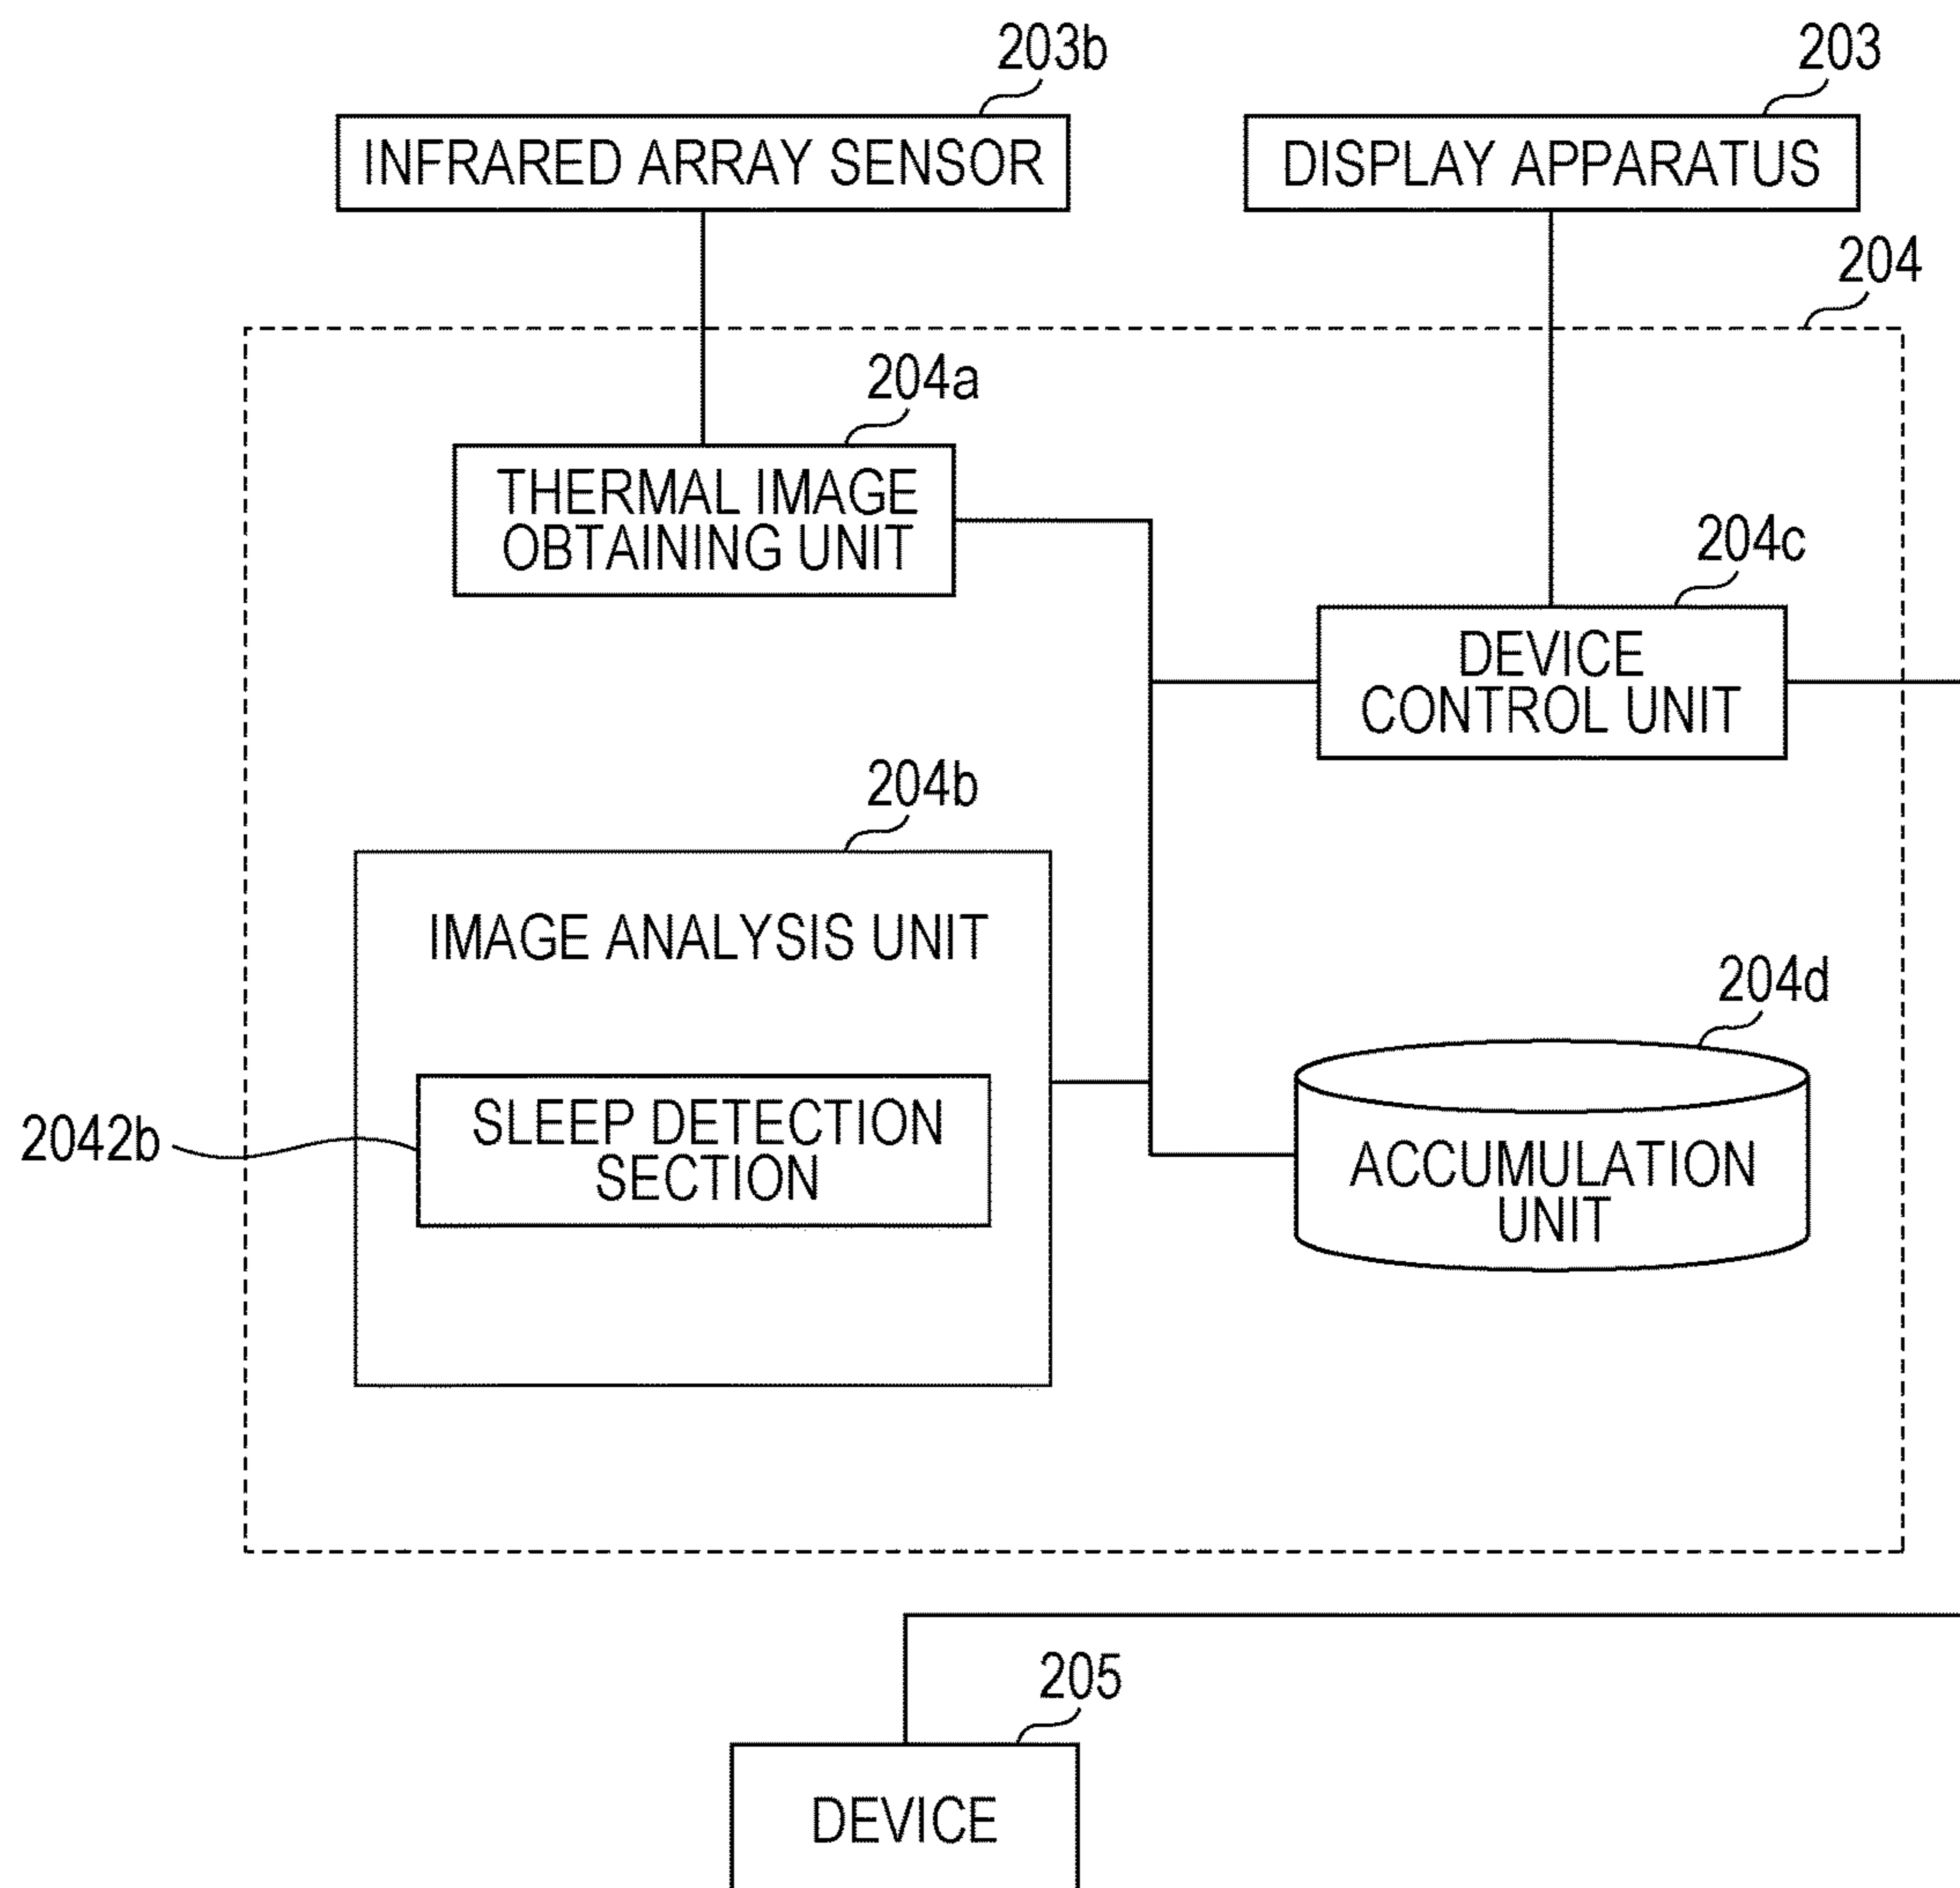 203b
203
INFRARED ARRAY SENSOR
DISPLAY APPARATUS
204
204a
THERMAL IMAGE
OBTAINING UNIT
204c
DEVICE
CONTROL UNIT
204b
IMAGE ANALYSIS UNIT
204d
2042b
SLEEP DETECTION
SECTION
ACCUMULATION
UNIT
205
DEVICE